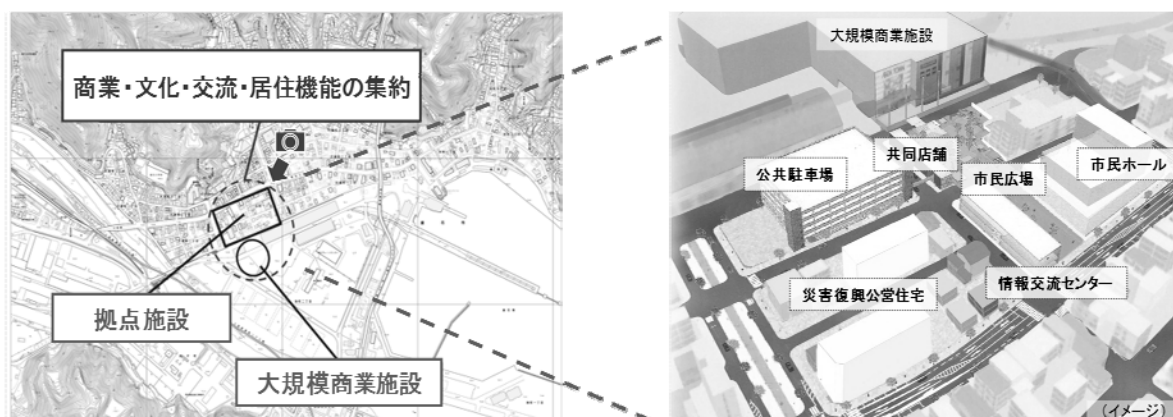 商業・文化・交流・居住機能の集約
拠点施設
大規模商業施設
大規模商業施設
共同店舗
公共駐車場
市民広場
市民ホール
災害復興公営住宅
情報交流センター
(イメージ)